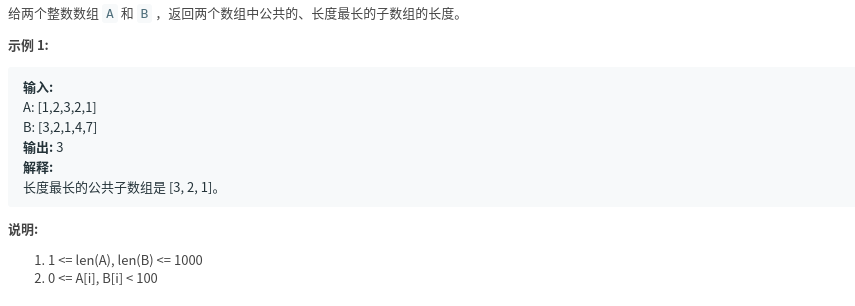 给两个整数数组 A 和 B ，返回两个数组中公共的、长度最长的子数组的长度。
示例 1:
输入:
A: [1,2,3,2,1]
B: [3,2,1,4,7]
输出: 3
解释:
长度最长的公共子数组是 [3, 2, 1]。
说明:
1. 1 <= len(A), len(B) <= 1000
2. 0 <= A[i], B[i] < 100